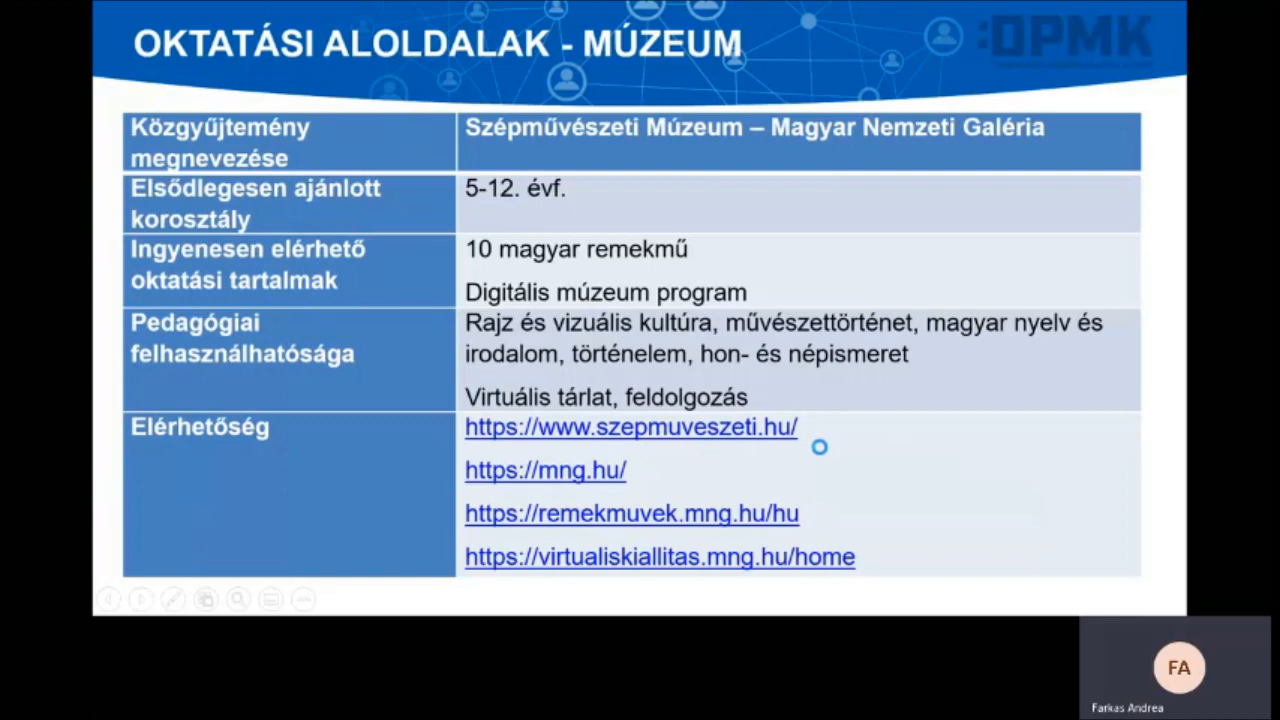 OKTATÁSI ALOLDALAK - MÚZEUM
:OPMK
Közgyűjtemény
megnevezése
Szépművészeti Múzeum – Magyar Nemzeti Galéria
Elsődlegesen ajánlott
korosztály
5-12. évf.
Ingyenesen elérhető
oktatási tartalmak
10 magyar remekmű
Digitális múzeum program
Pedagógiai
felhasználhatósága
Rajz és vizuális kultúra, művészettörténet, magyar nyelv és
irodalom, történelem, hon- és népismeret
Virtuális tárlat, feldolgozás
Elérhetőség
https://www.szepmuveszeti.hu/
https://mng.hu/
https://remekmuvek.mng.hu/hu
https://virtualiskiallitas.mng.hu/home
FA
Farkas Andrea